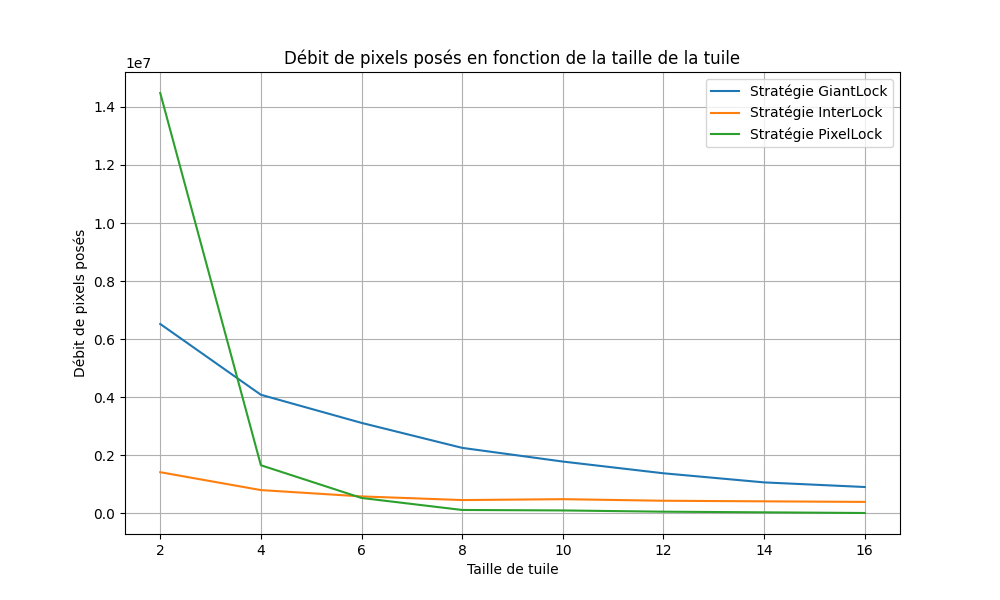 Débit de pixels posés en fonction de la taille de la tuile
1e7
Stratégie GiantLock
Stratégie InterLock
Stratégie PixelLock
1.4
1.2
1.0
0.8
0.6
0.4
0.2
0.0
Débit de pixels posés
2 4 6 8 10 12 14 16
Taille de tuile